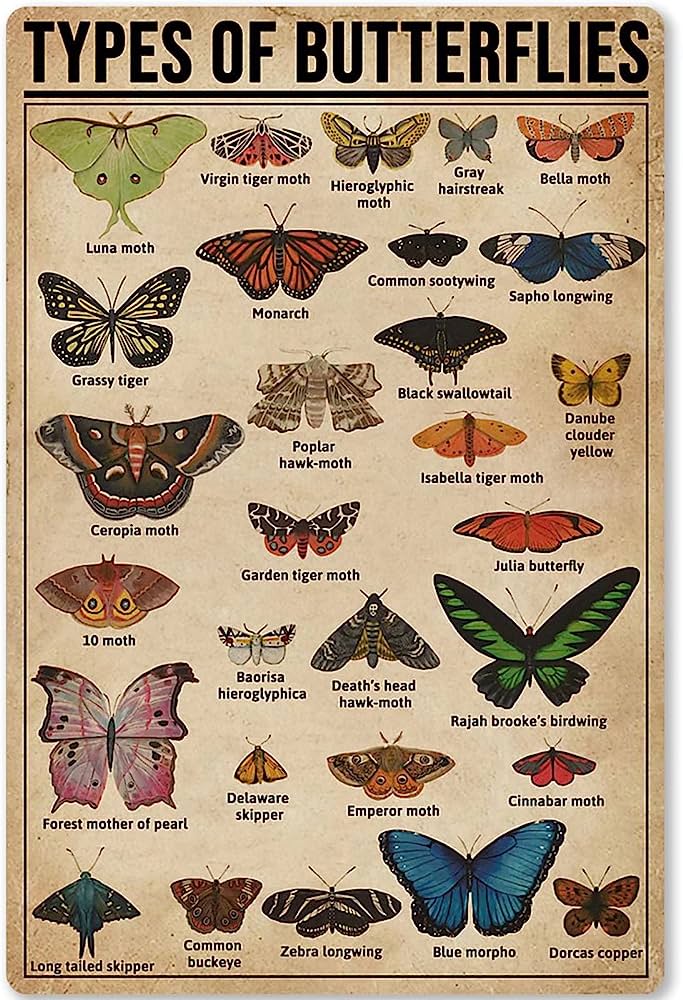 TYPES OF BUTTERFLIES
Luna moth
Virgin tiger moth
Hieroglyphic
moth
Gray
hairstreak
Bella moth
Monarch
Common sootywing
Sapho longwing
Grassy tiger
Black swallowtail
Danube
clouder
yellow
Poplar
hawk-moth
Isabella tiger moth
Ceropia moth
Garden tiger moth
Julia butterfly
10 moth
Baorisa
hieroglyphica
Death's head
hawk-moth
Rajah brooke's birdwing
Forest mother of pearl
Delaware
skipper
Emperor moth
Cinnabar moth
Long tailed skipper
Common
buckeye
Zebra longwing
Blue morpho
Dorcas copper